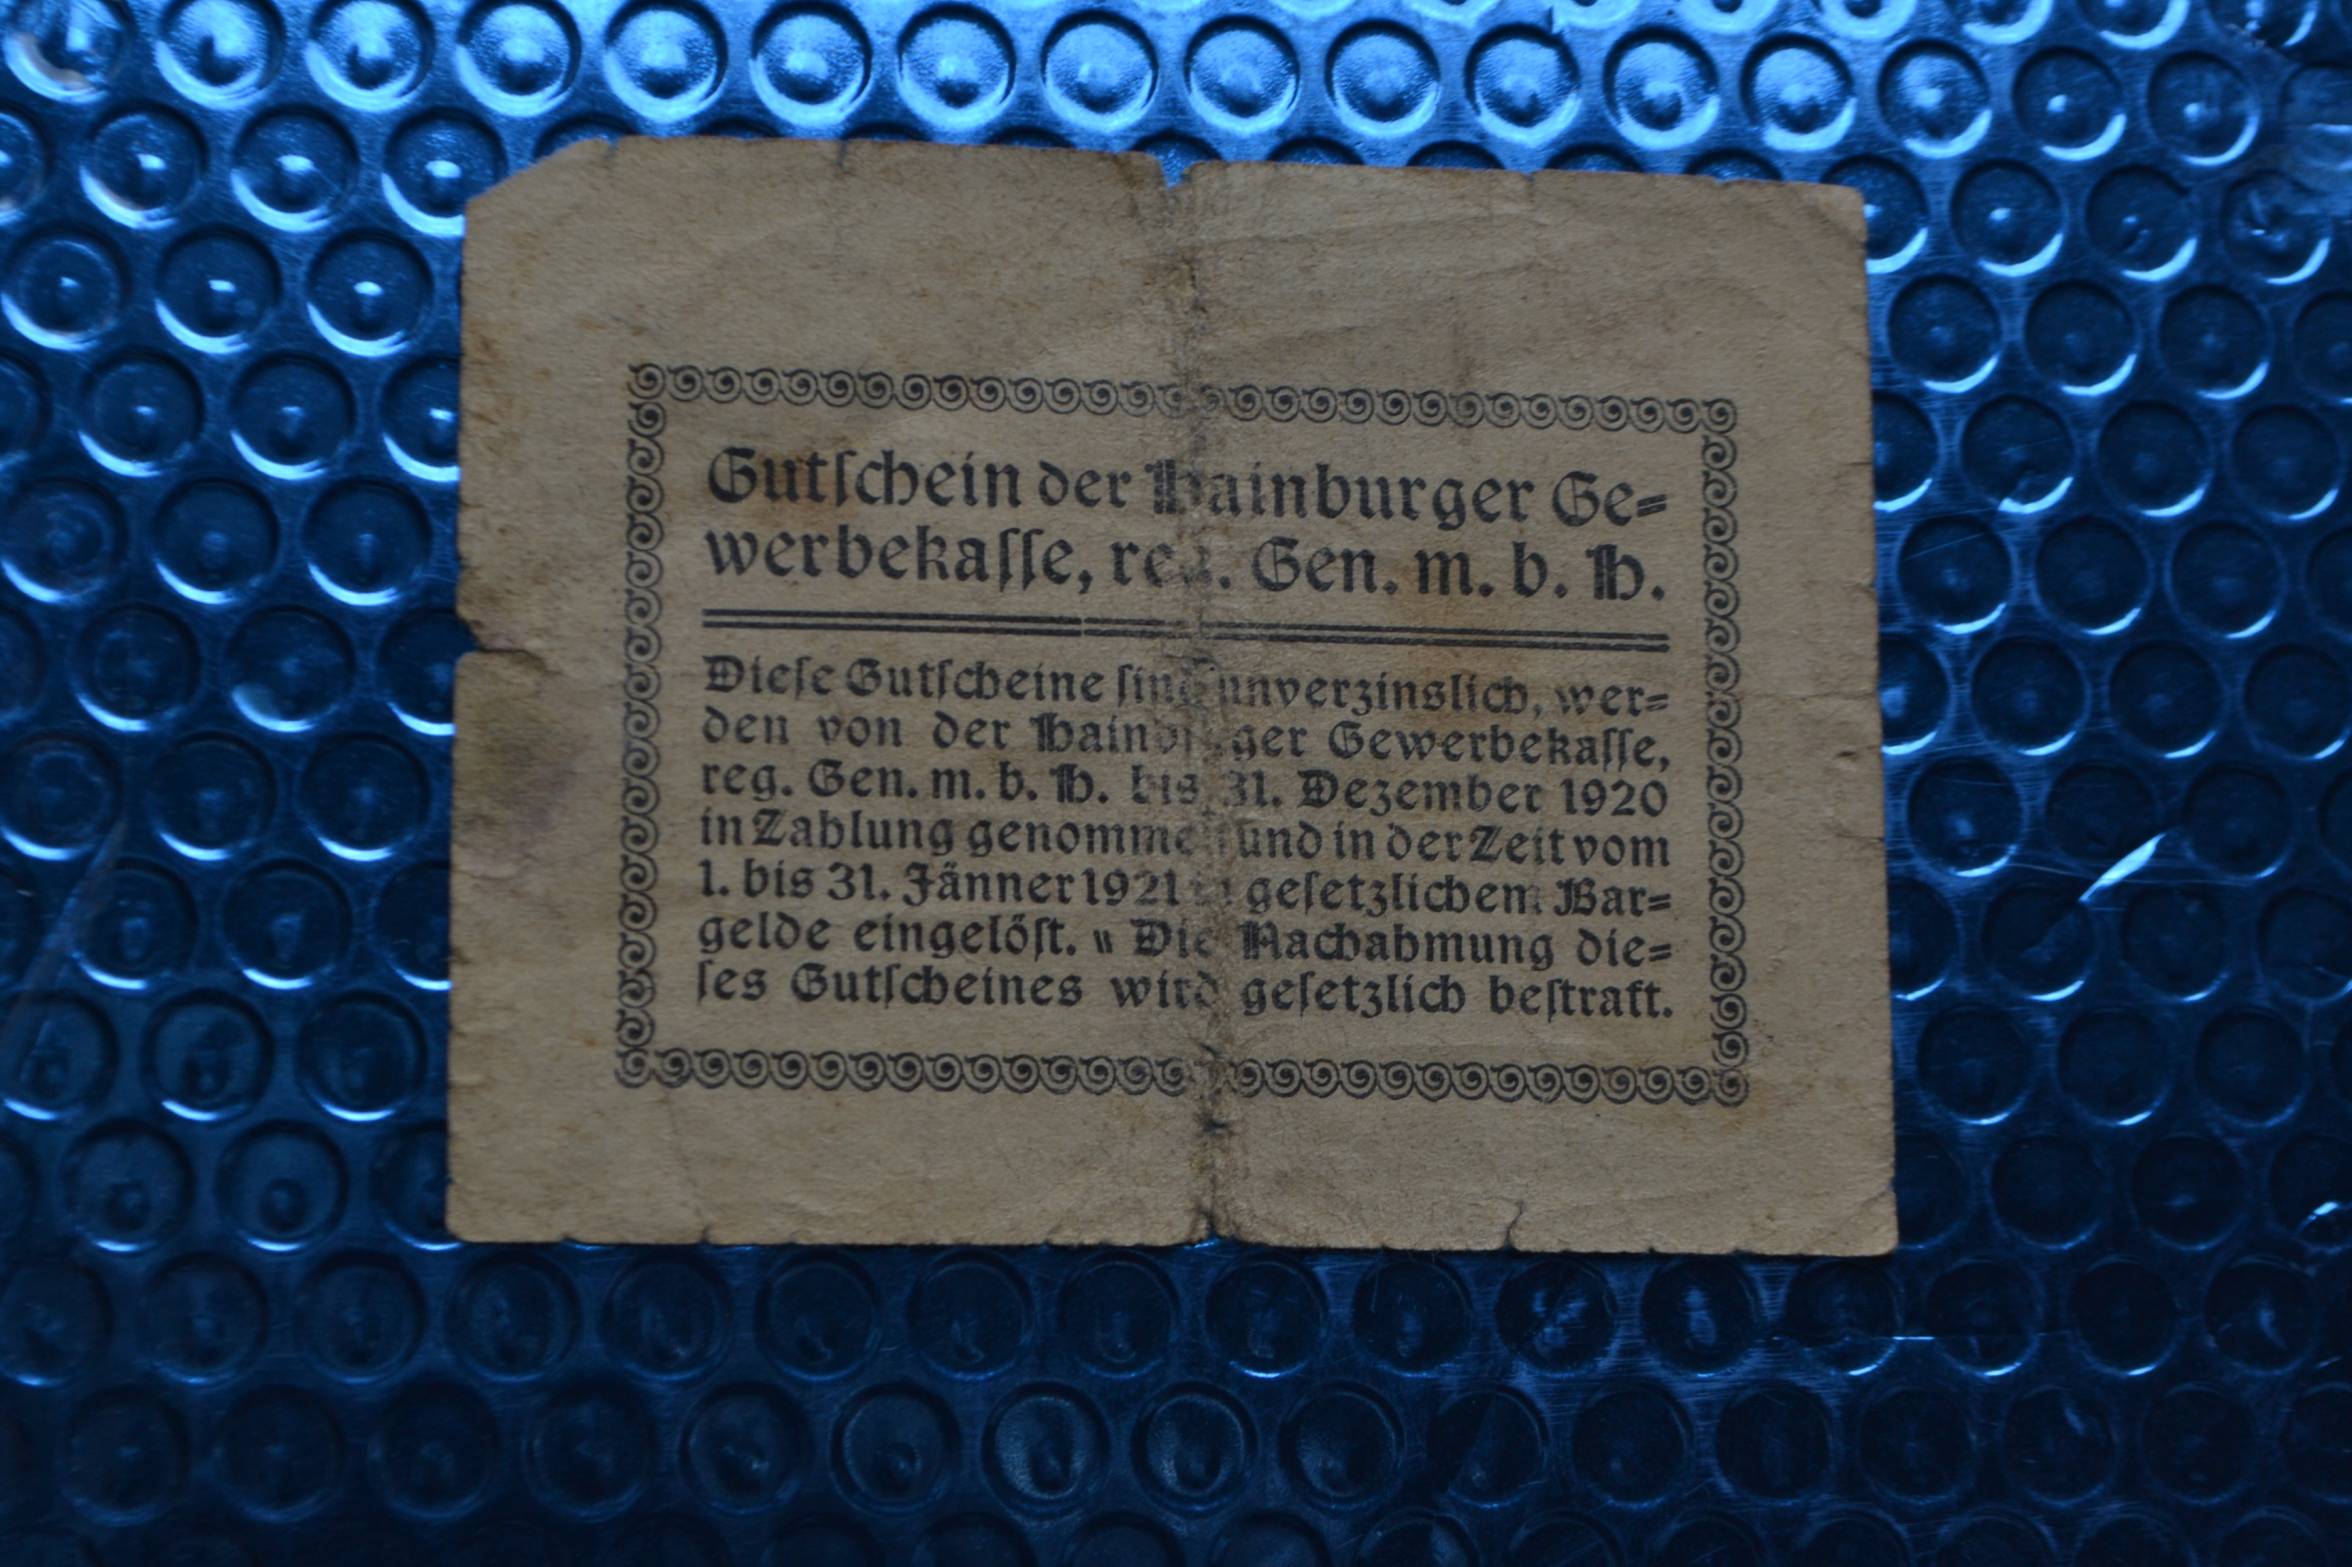 Gutſchein der Hainburger Ge=
werbekaſſe, reg. Gen. m. b. H.
Dieſe Gutſcheine ſind unverzinslich, wer=
den von der Hainburger Gewerbekaſſe,
reg. Gen. m. b. H. bis 31. Dezember 1920
in Zahlung genommen und in der Zeit vom
1. bis 31. Jänner 1921 in geſetzlichem Bar=
gelde eingelöſt. „ Die Nachahmung die=
ſes Gutſcheines wird geſetzlich beſtraft.